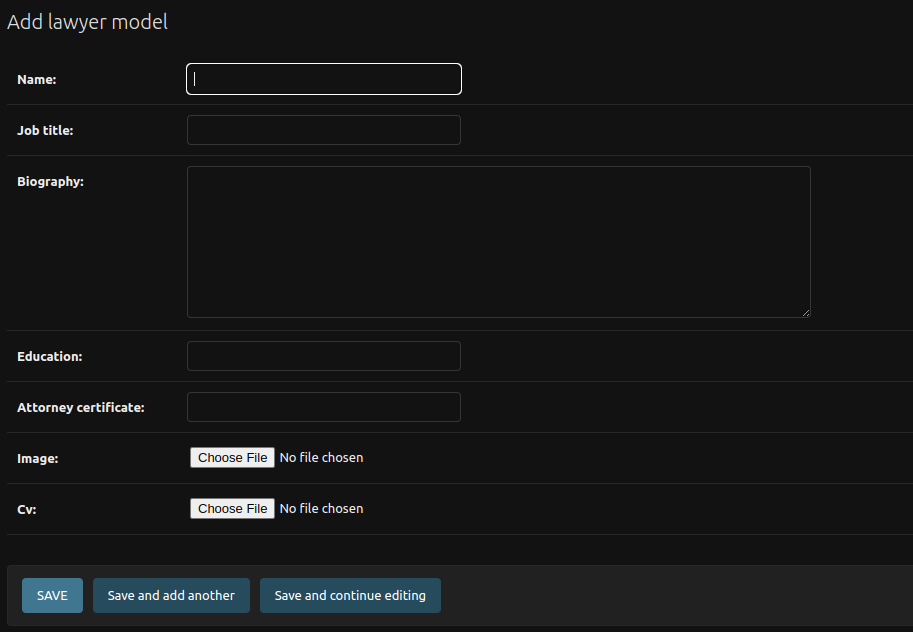 Add lawyer model
Name:
Job title:
Biography:
Education:
Attorney certificate:
Image: Choose File No file chosen
Cv: Choose File No file chosen
SAVE Save and add another Save and continue editing